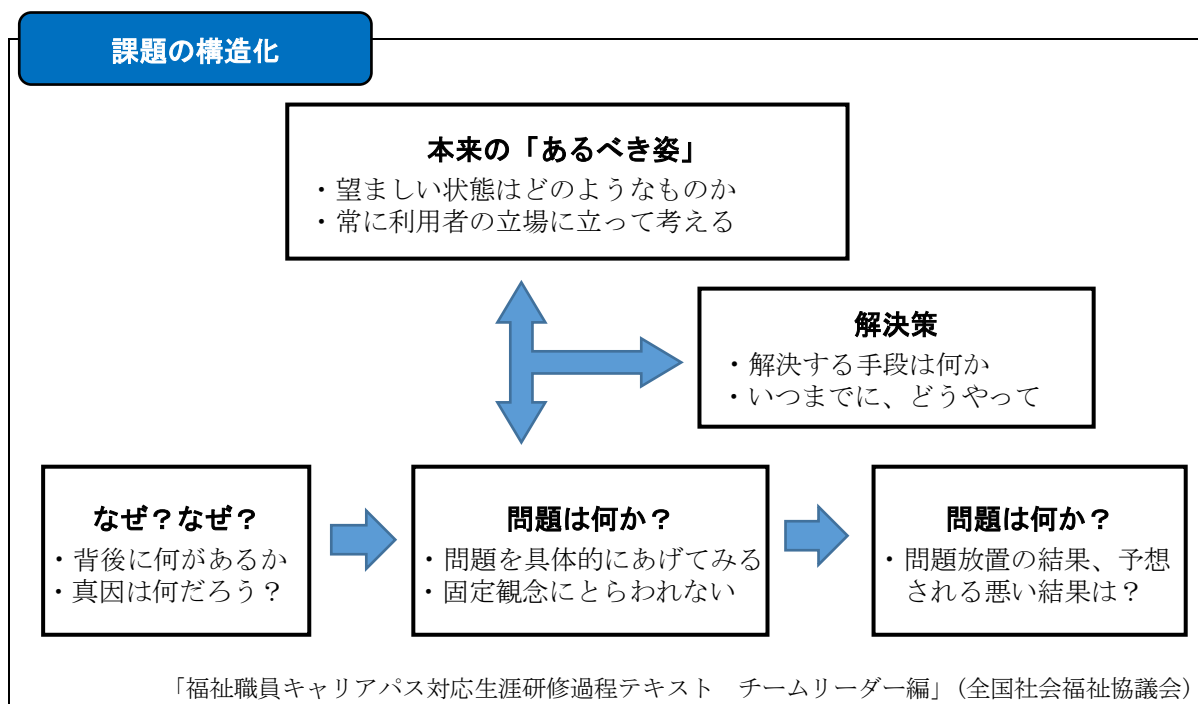 課題の構造化
本来の「あるべき姿」
・望ましい状態はどのようなものか
・常に利用者の立場に立って考える
解決策
・解決する手段は何か
・いつまでに、どうやって
なぜ？なぜ？
・背後に何があるか
・真因は何だろう？
問題は何か？
・問題を具体的にあげてみる
・固定観念にとらわれない
問題は何か？
・問題放置の結果、予想
される悪い結果は？
「福祉職員キャリアパス対応生涯研修過程テキスト　チームリーダー編」（全国社会福祉協議会）